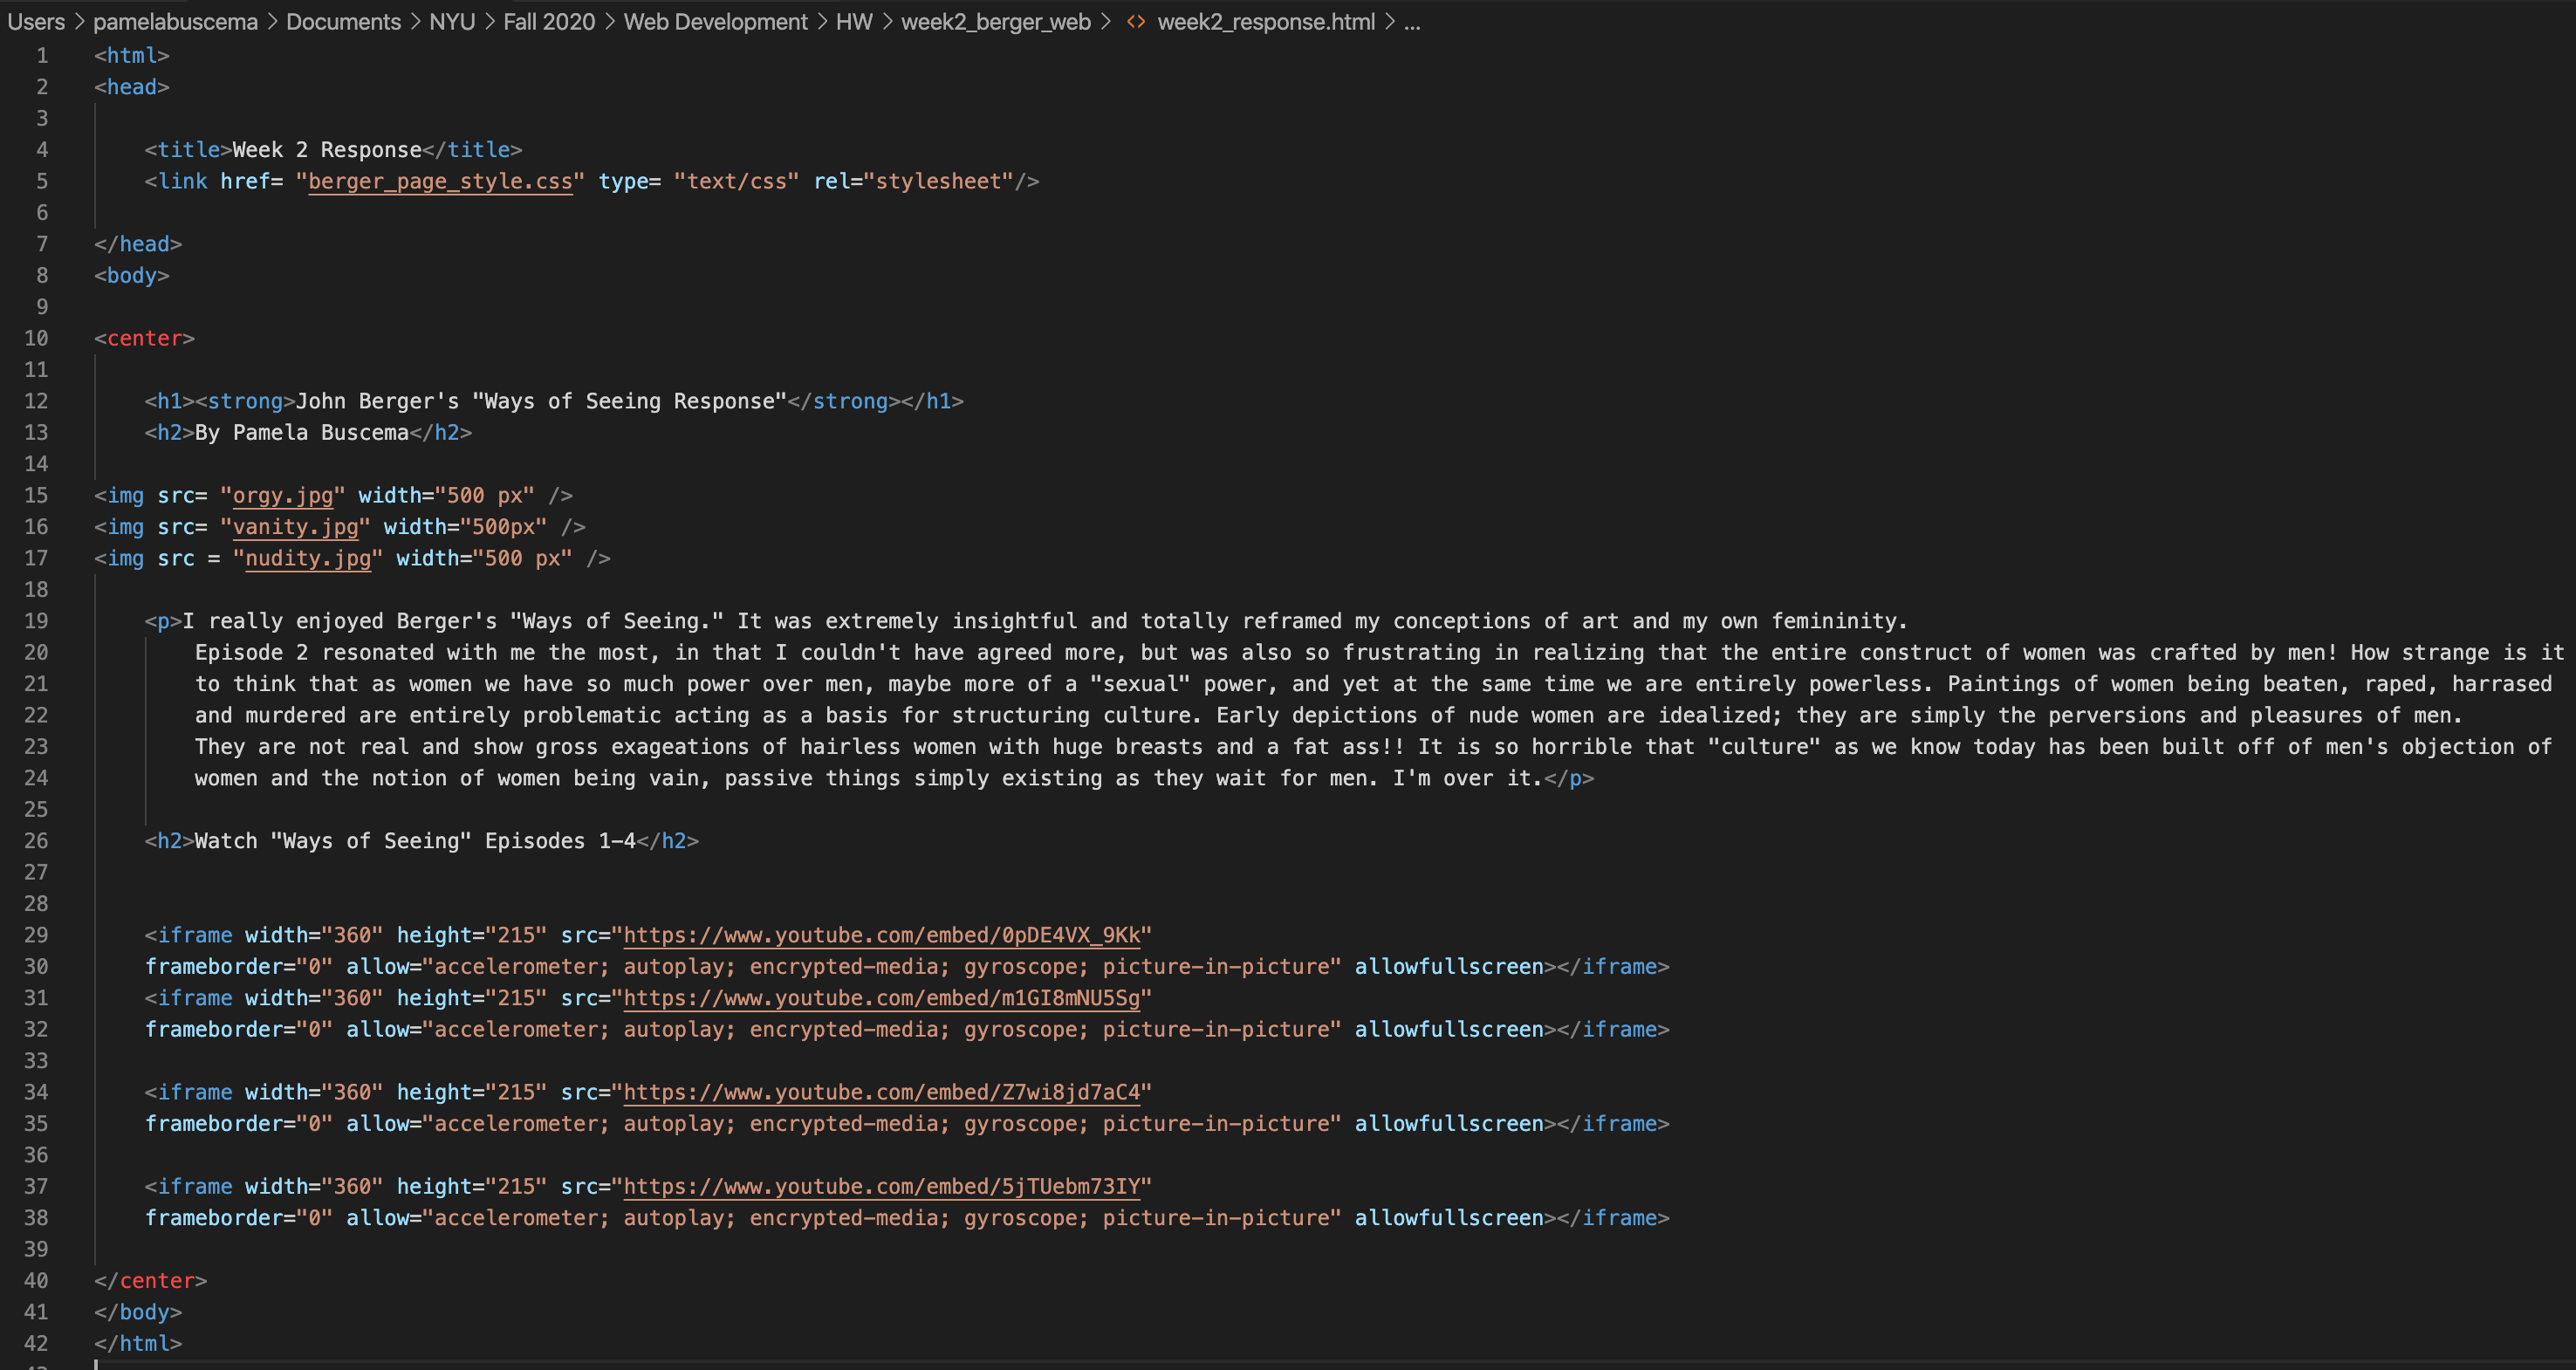 Users > pamelabuscema > Documents > NYU > Fall 2020 > Web Development > HW > week2_berger_web > <> week2_response.html > ...
1 <html>
2 <head>
3
4 <title>Week 2 Response</title>
5 <link href= "berger_page_style.css" type= "text/css" rel="stylesheet"/>
6
7 </head>
8 <body>
9
10 <center>
11
12 <h1><strong>John Berger's "Ways of Seeing Response"</strong></h1>
13 <h2>By Pamela Buscema</h2>
14
15 <img src= "orgy.jpg" width="500 px" />
16 <img src= "vanity.jpg" width="500px" />
17 <img src = "nudity.jpg" width="500 px" />
18
19 <p>I really enjoyed Berger's "Ways of Seeing." It was extremely insightful and totally reframed my conceptions of art and my own femininity.
20 Episode 2 resonated with me the most, in that I couldn't have agreed more, but was also so frustrating in realizing that the entire construct of women was crafted by men! How strange is it
21 to think that as women we have so much power over men, maybe more of a "sexual" power, and yet at the same time we are entirely powerless. Paintings of women being beaten, raped, harrased
22 and murdered are entirely problematic acting as a basis for structuring culture. Early depictions of nude women are idealized; they are simply the perversions and pleasures of men.
23 They are not real and show gross exageations of hairless women with huge breasts and a fat ass!! It is so horrible that "culture" as we know today has been built off of men's objection of
24 women and the notion of women being vain, passive things simply existing as they wait for men. I'm over it.</p>
25
26 <h2>Watch "Ways of Seeing" Episodes 1-4</h2>
27
28
29 <iframe width="360" height="215" src="https://www.youtube.com/embed/0pDE4VX_9Kk"
30 frameborder="0" allow="accelerometer; autoplay; encrypted-media; gyroscope; picture-in-picture" allowfullscreen></iframe>
31 <iframe width="360" height="215" src="https://www.youtube.com/embed/m1GI8mNU5Sg"
32 frameborder="0" allow="accelerometer; autoplay; encrypted-media; gyroscope; picture-in-picture" allowfullscreen></iframe>
33
34 <iframe width="360" height="215" src="https://www.youtube.com/embed/Z7wi8jd7aC4"
35 frameborder="0" allow="accelerometer; autoplay; encrypted-media; gyroscope; picture-in-picture" allowfullscreen></iframe>
36
37 <iframe width="360" height="215" src="https://www.youtube.com/embed/5jTUebm73IY"
38 frameborder="0" allow="accelerometer; autoplay; encrypted-media; gyroscope; picture-in-picture" allowfullscreen></iframe>
39
40 </center>
41 </body>
42 </html>